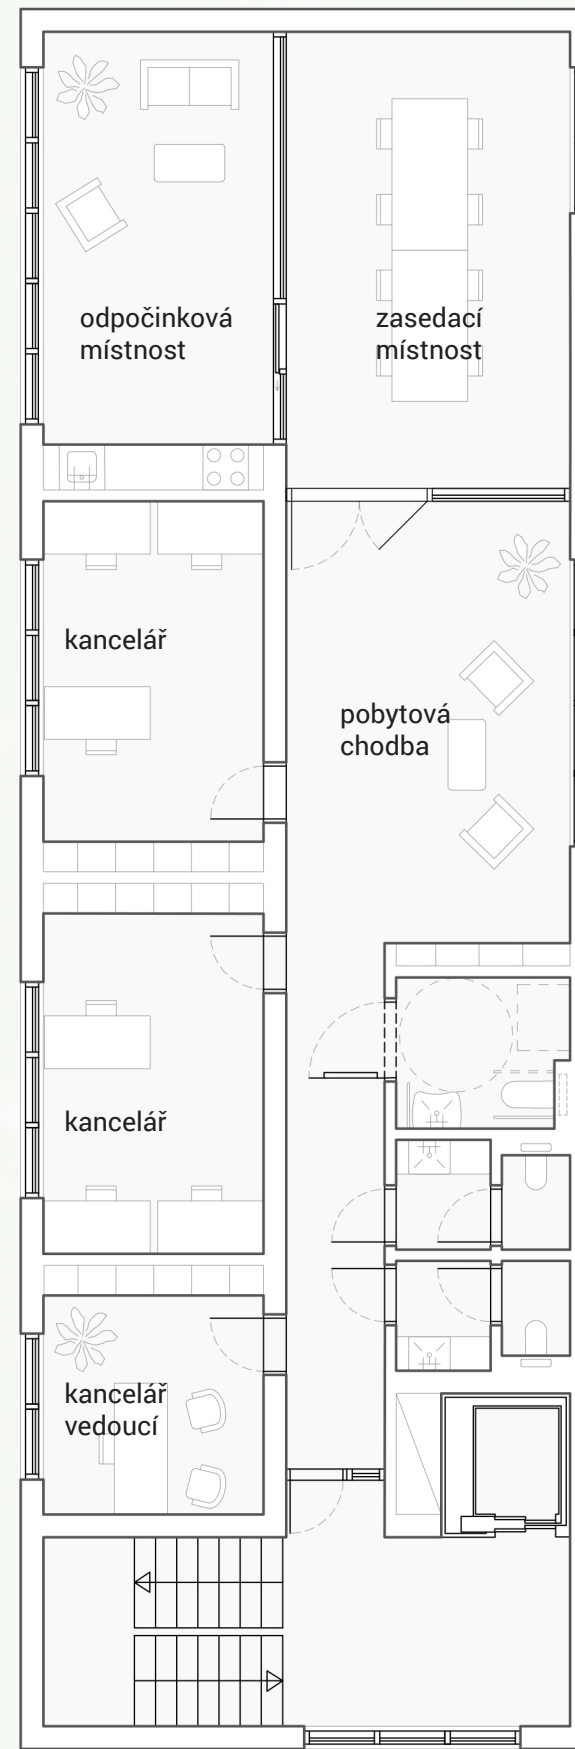 odpočinková
místnost
zasedací
místnost
kancelář
pobytová
chodba
kancelář
kancelář
vedoucí